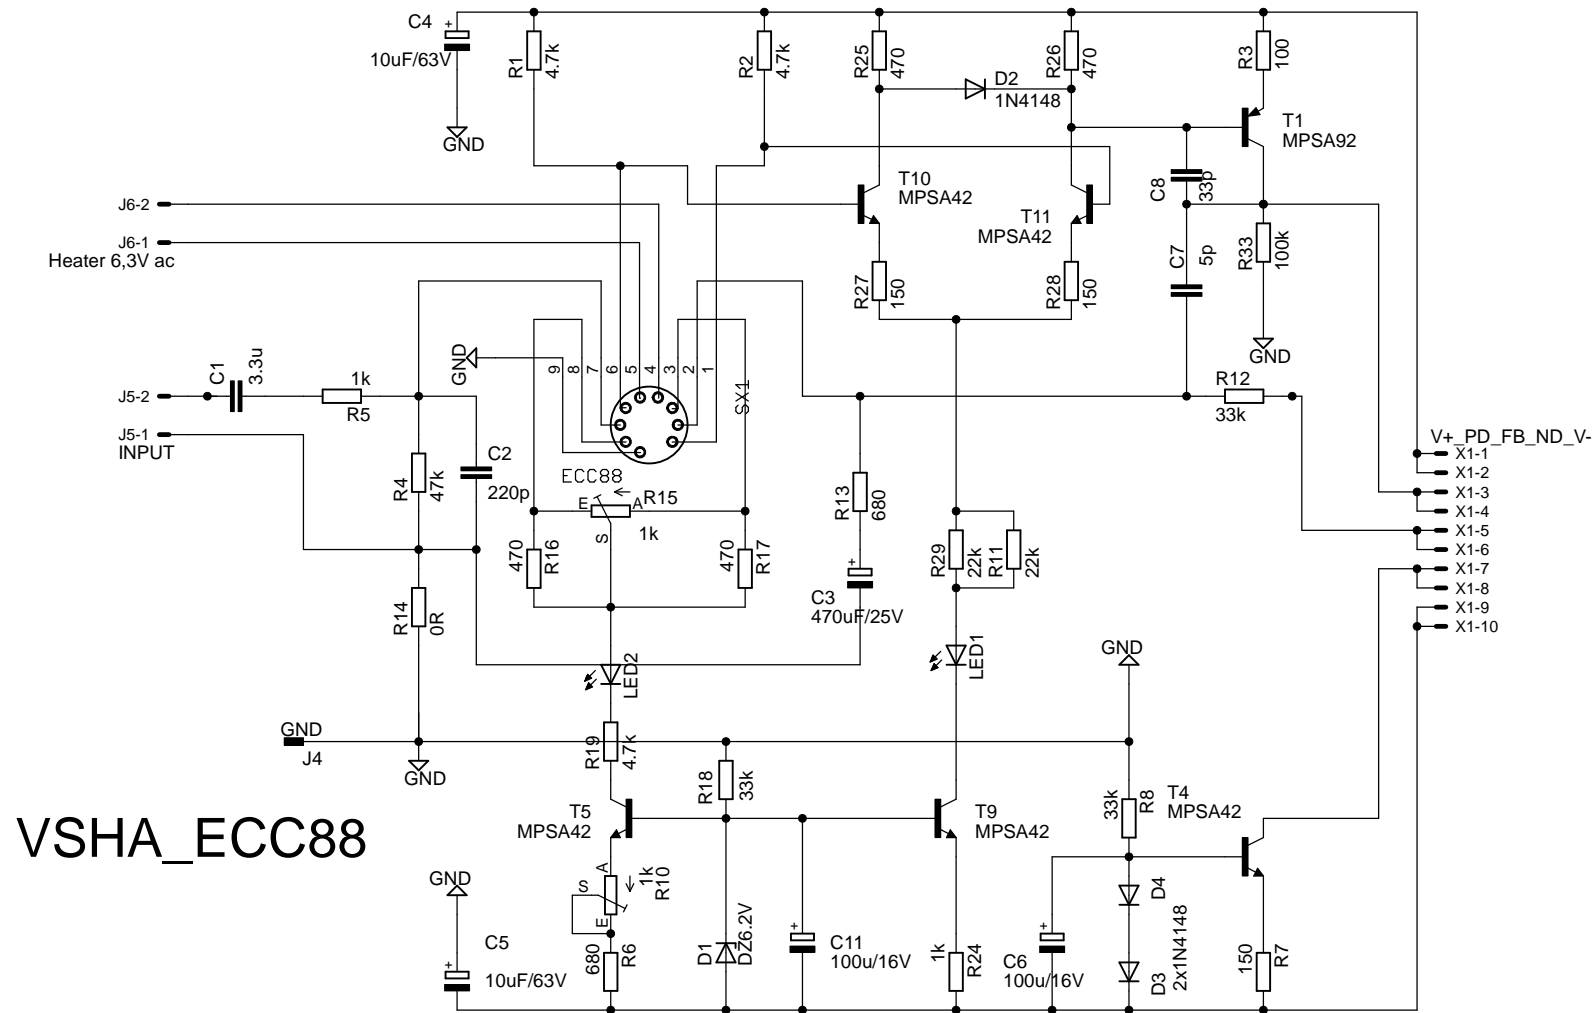 C4
+
10uF/63V
GND
R1
4.7k
R2
4.7k
R25
470
D2
1N4148
R26
470
R3
100
T1
MPSA92
T10
MPSA42
T11
MPSA42
C8
33p
C7
5p
R33
100k
GND
R27
150
R28
150
J6-2
J6-1
Heater 6,3V ac
GND
9
8
7
6
5
4
3
2
1
SX1
ECC88
C1
3.3u
1k
R5
J5-2
J5-1
INPUT
R4
47k
C2
220p
E
A
S
R15
1k
470
R16
470
R17
R14
0R
R12
33k
R13
680
+
C3
470uF/25V
R29
22k
R11
22k
V+_PD_FB_ND_V-
X1-1
X1-2
X1-3
X1-4
X1-5
X1-6
X1-7
X1-8
X1-9
X1-10
LED2
LED1
GND
GND
J4
GND
R19
4.7k
R18
33k
T5
MPSA42
T9
MPSA42
33k
R8
T4
MPSA42
VSHA_ECC88
GND
+
C5
10uF/63V
A
S
E
1k
R10
680
R6
D1
DZ6.2V
+
C11
100u/16V
1k
R24
+
C6
100u/16V
D4
D3
2x1N4148
150
R7